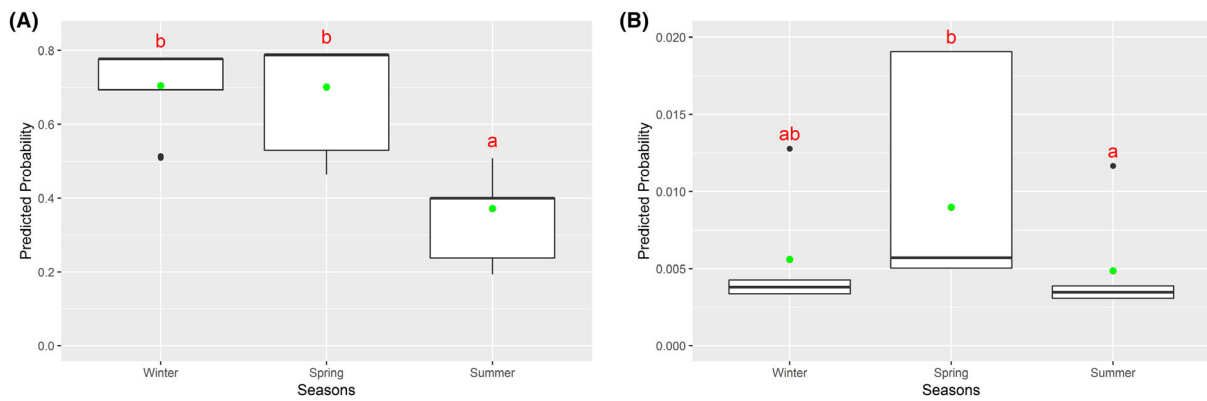 (A)
b
b
a
0.8
0.6
0.4
0.2
0.0
Predicted Probability
Winter
Spring
Summer
Seasons
(B)
b
ab
a
0.020
0.015
0.010
0.005
0.000
Predicted Probability
Winter
Spring
Summer
Seasons